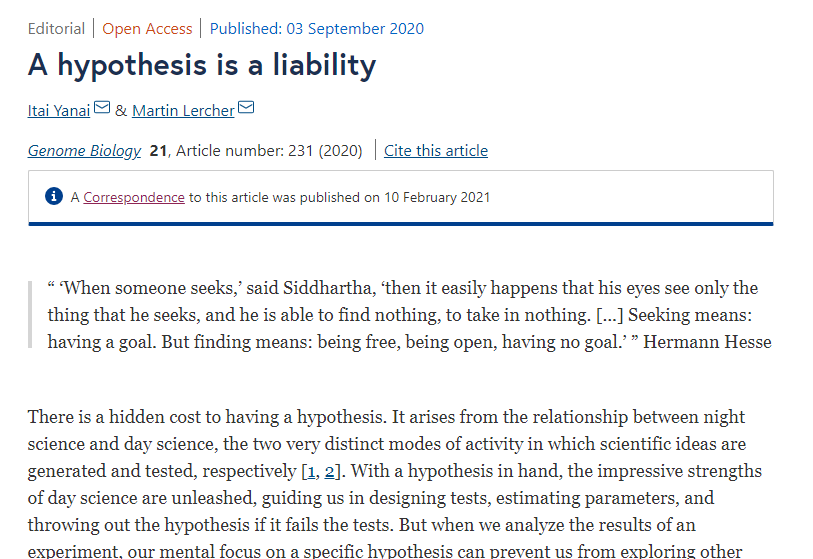 Editorial | Open Access | Published: 03 September 2020
A hypothesis is a liability
Itai Yanai & Martin Lercher
Genome Biology 21, Article number: 231 (2020) | Cite this article
A Correspondence to this article was published on 10 February 2021
“ ‘When someone seeks,’ said Siddhartha, ‘then it easily happens that his eyes see only the
thing that he seeks, and he is able to find nothing, to take in nothing. [...] Seeking means:
having a goal. But finding means: being free, being open, having no goal.’ ” Hermann Hesse
There is a hidden cost to having a hypothesis. It arises from the relationship between night
science and day science, the two very distinct modes of activity in which scientific ideas are
generated and tested, respectively [1, 2]. With a hypothesis in hand, the impressive strengths
of day science are unleashed, guiding us in designing tests, estimating parameters, and
throwing out the hypothesis if it fails the tests. But when we analyze the results of an
experiment, our mental focus on a specific hypothesis can prevent us from exploring other